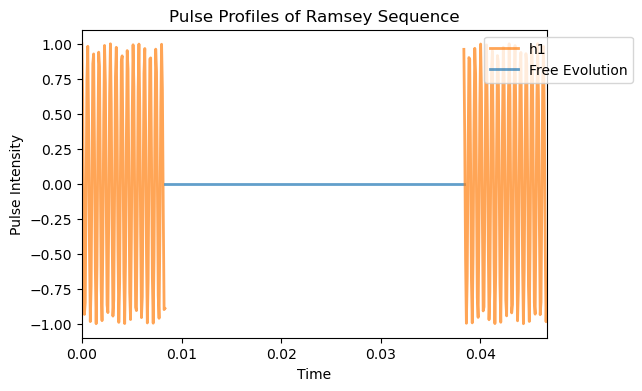 Pulse Profiles of Ramsey Sequence
h1
Free Evolution
Pulse Intensity
1.00
0.75
0.50
0.25
0.00
−0.25
−0.50
−0.75
−1.00
0.00 0.01 0.02 0.03 0.04
Time